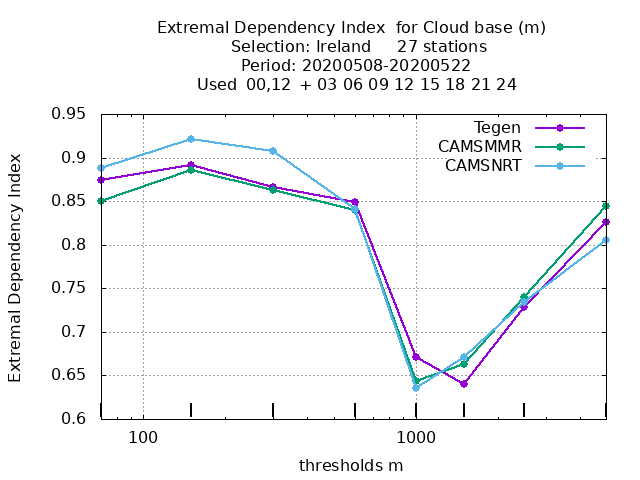 Extremal Dependency Index  for Cloud base (m)
Selection: Ireland     27 stations
Period: 20200508-20200522
Used  00,12  + 03 06 09 12 15 18 21 24
Extremal Dependency Index
0.95
0.9
0.85
0.8
0.75
0.7
0.65
0.6
Tegen
CAMSMMR
CAMSNRT
100
1000
thresholds m